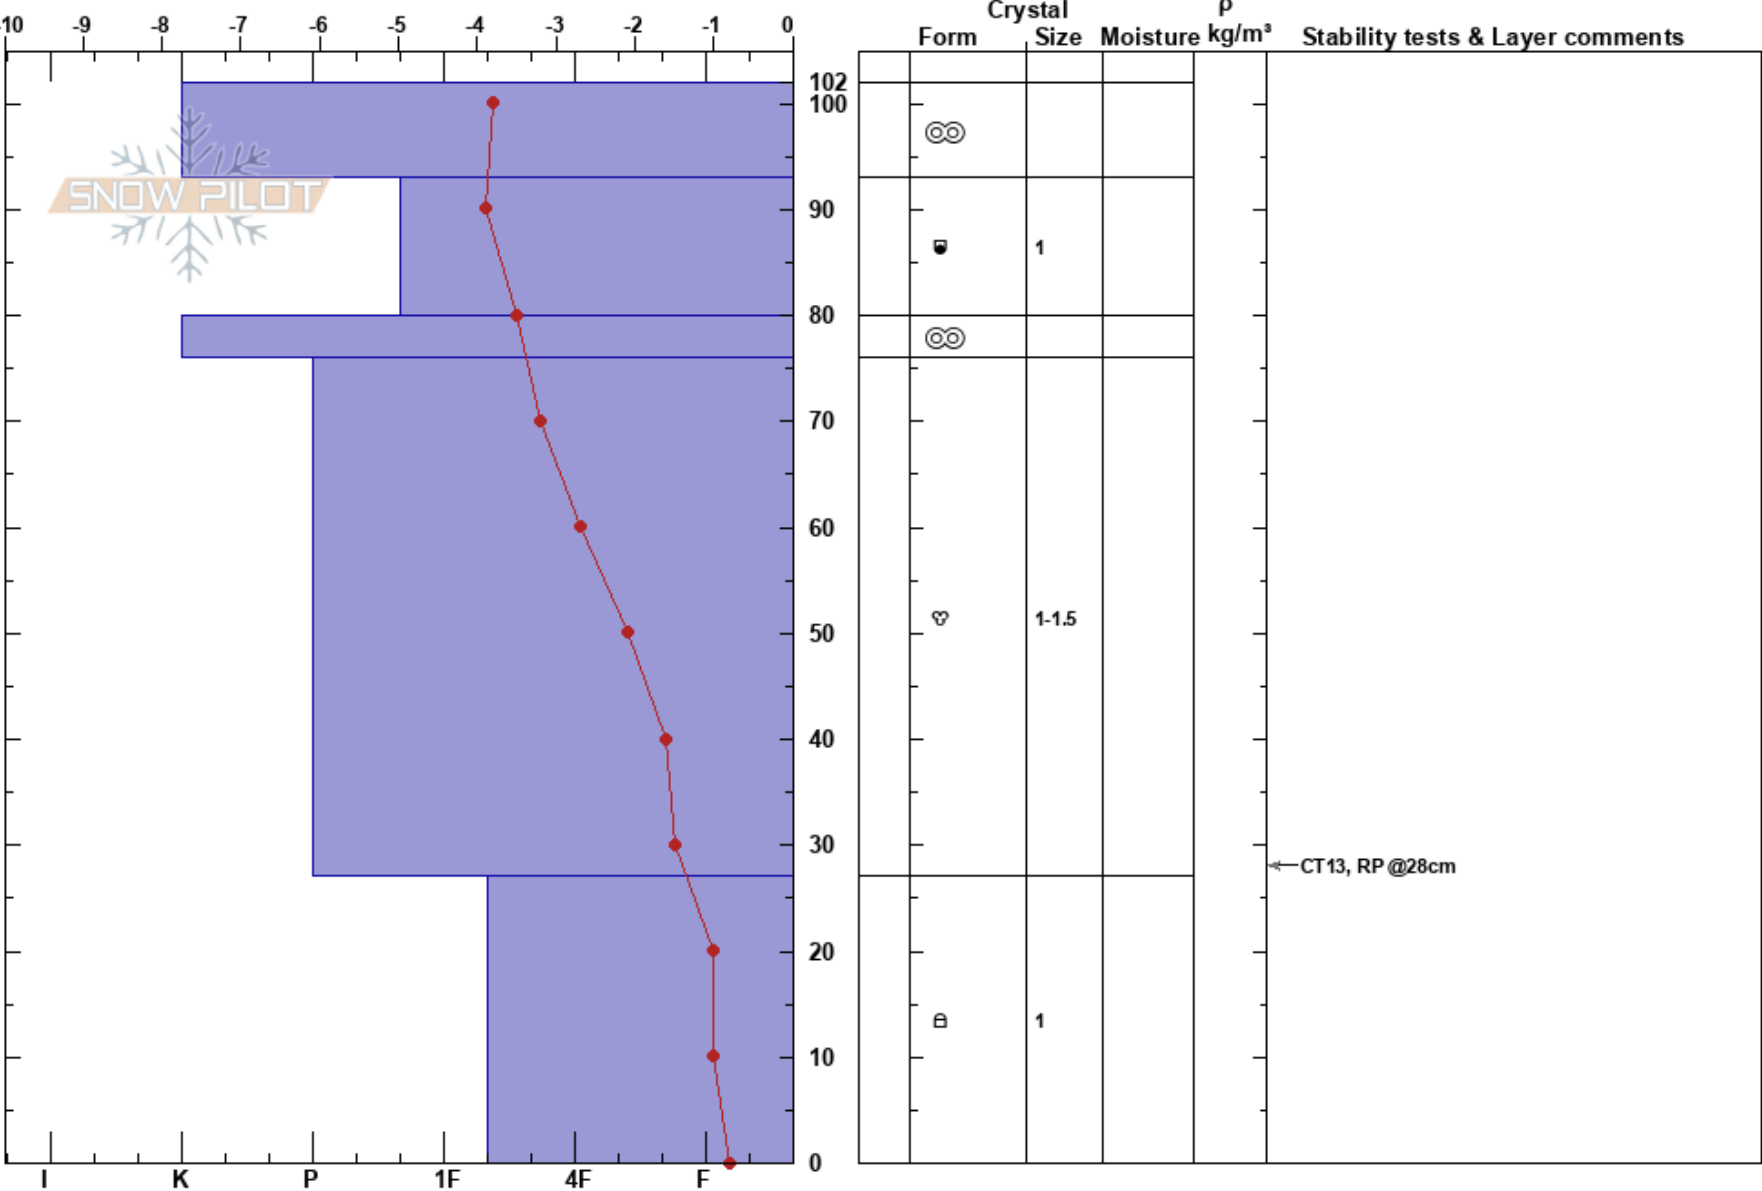 -10 -9 -8 -7 -6 -5 -4 -3 -2 -1 0
Crystal ρ
Form Size Moisture kg/m³ Stability tests & Layer comments
102
100
SNOW PILOT
90
1
80
70
60
1-1.5
50
40
30
CT13, RP @28cm
20
1
10
0
I K P 1F 4F F